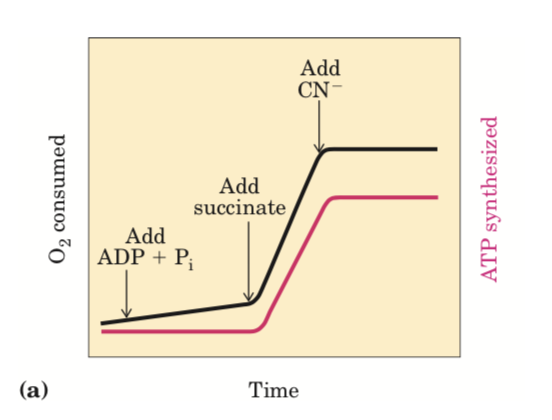 Add
CN⁻
Add
succinate
Add
ADP + Pᵢ
O₂ consumed
ATP synthesized
(a)
Time